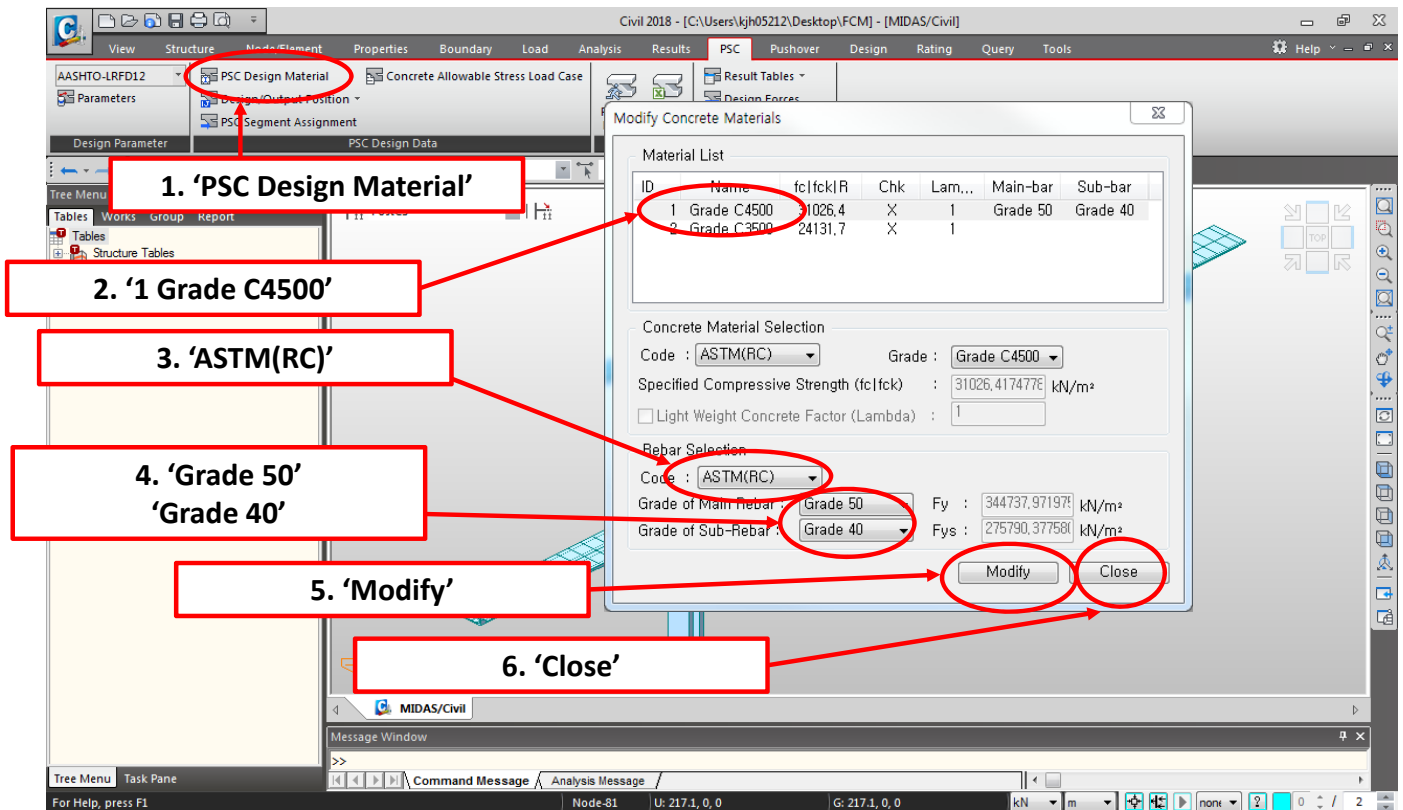 Civil 2018 - [C:\Users\kjh05212\Desktop\FCM] - [MIDAS/Civil]
View Structure Node/Element Properties Boundary Load Analysis Results PSC Pushover Design Rating Query Tools Help
AASHTO-LRFD12 PSC Design Material Concrete Allowable Stress Load Case Result Tables
Parameters Design/Output Position Design Forces
PSC Segment Assignment
Design Parameter PSC Design Data
1. ‘PSC Design Material’
2. ‘1 Grade C4500’
3. ‘ASTM(RC)’
4. ‘Grade 50’
‘Grade 40’
5. ‘Modify’
6. ‘Close’
Tree Menu
Tables Works Group Report
Tables
Structure Tables
TOP
Modify Concrete Materials
Material List
ID Name fc|fck|R Chk Lam... Main-bar Sub-bar
1 Grade C4500 31026,4 X 1 Grade 50 Grade 40
2 Grade C3500 24131,7 X 1
Concrete Material Selection
Code : ASTM(RC) Grade : Grade C4500
Specified Compressive Strength (fc|fck) : 31026,4174778 kN/m²
Light Weight Concrete Factor (Lambda) : 1
Rebar Selection
Code : ASTM(RC)
Grade of Main Rebar : Grade 50 Fy : 344737,97197 kN/m²
Grade of Sub-Rebar : Grade 40 Fys : 275790,37758 kN/m²
Modify Close
MIDAS/Civil
Message Window
>>
Command Message Analysis Message
Tree Menu Task Pane
For Help, press F1 Node-81 U: 217.1, 0, 0 G: 217.1, 0, 0 kN m none 0 / 2